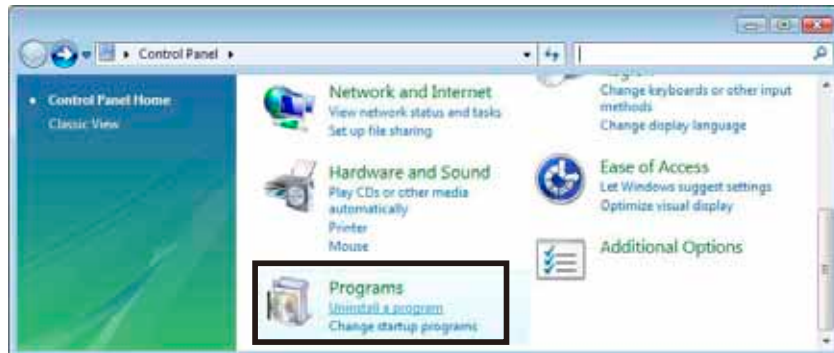 Control Panel
Control Panel Home
Classic View
Network and Internet
View network status and tasks
Set up file sharing
Hardware and Sound
Play CDs or other media
automatically
Printer
Mouse
Programs
Uninstall a program
Change startup programs
Change keyboards or other input
methods
Change display language
Ease of Access
Let Windows suggest settings
Optimize visual display
Additional Options